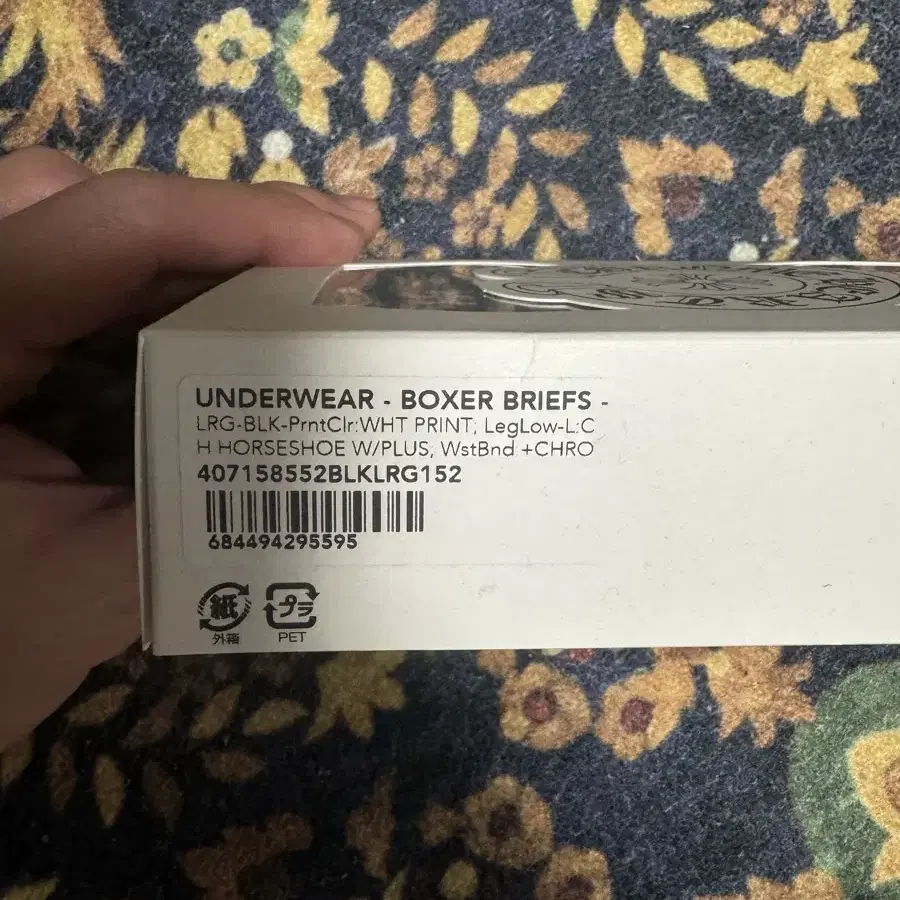 UNDERWEAR - BOXER BRIEFS -
LRG-BLK-PrntClr:WHT PRINT, LegLow-L:C
H HORSESHOE W/PLUS, WstBnd +CHRO
407158552BLKLRG152
684494295595
紙 プラ
外箱 PET